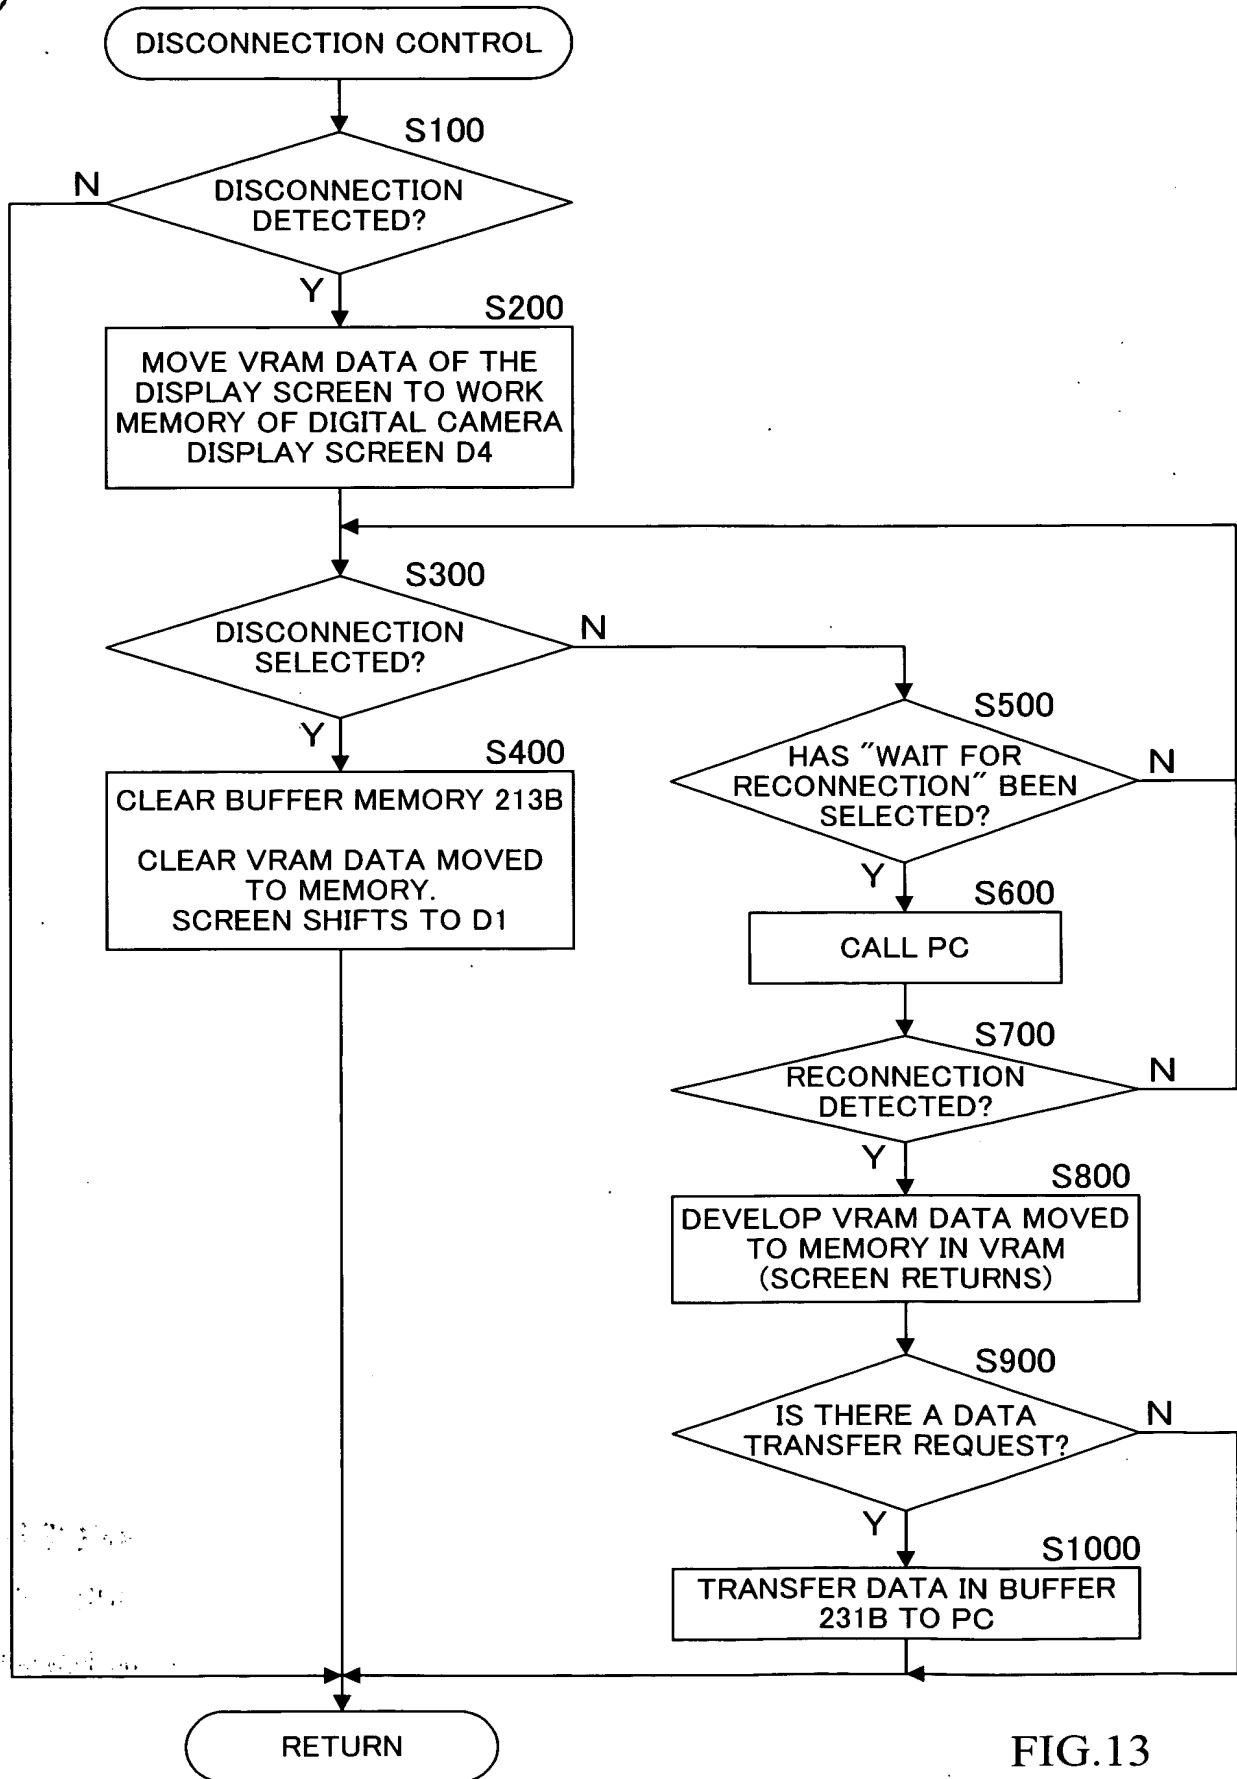 DISCONNECTION CONTROL
S100
N
DISCONNECTION
DETECTED?
Y
S200
MOVE VRAM DATA OF THE
DISPLAY SCREEN TO WORK
MEMORY OF DIGITAL CAMERA
DISPLAY SCREEN D4
S300
DISCONNECTION
SELECTED?
N
Y
S400
CLEAR BUFFER MEMORY 213B
CLEAR VRAM DATA MOVED
TO MEMORY.
SCREEN SHIFTS TO D1
S500
HAS "WAIT FOR
RECONNECTION" BEEN
SELECTED?
N
Y
S600
CALL PC
S700
RECONNECTION
DETECTED?
N
Y
S800
DEVELOP VRAM DATA MOVED
TO MEMORY IN VRAM
(SCREEN RETURNS)
S900
IS THERE A DATA
TRANSFER REQUEST?
N
Y
S1000
TRANSFER DATA IN BUFFER
231B TO PC
RETURN
FIG.13